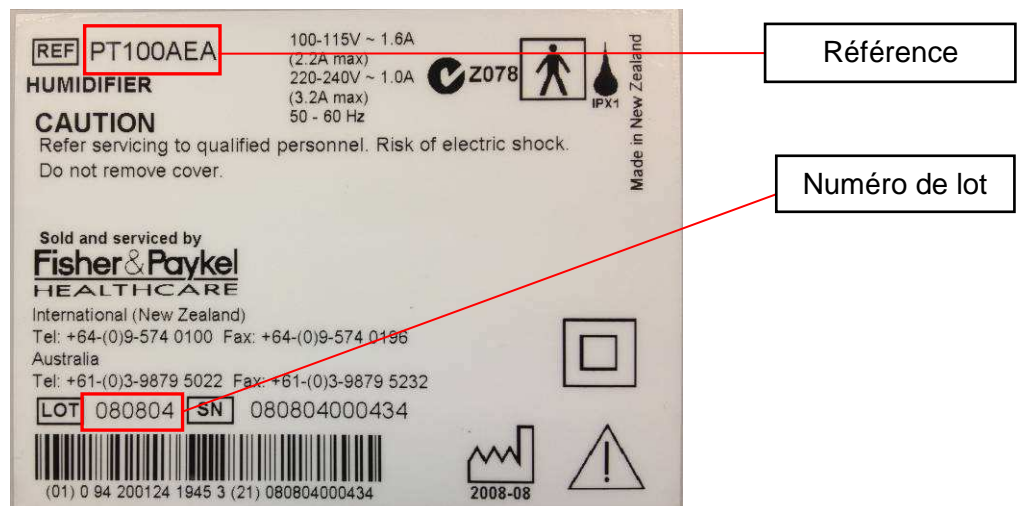 REF PT100AEA
HUMIDIFIER
100-115V ~ 1.6A
(2.2A max)
220-240V ~ 1.0A
(3.2A max)
50 - 60 Hz
Z078
IPX1
Made in New Zealand
Référence
CAUTION
Refer servicing to qualified personnel. Risk of electric shock.
Do not remove cover.
Numéro de lot
Sold and serviced by
Fisher & Paykel
HEALTHCARE
International (New Zealand)
Tel: +64-(0)9-574 0100 Fax: +64-(0)9-574 0196
Australia
Tel: +61-(0)3-9879 5022 Fax: +61-(0)3-9879 5232
LOT 080804 SN 080804000434
(01) 0 94 200124 1945 3 (21) 080804000434
2008-08